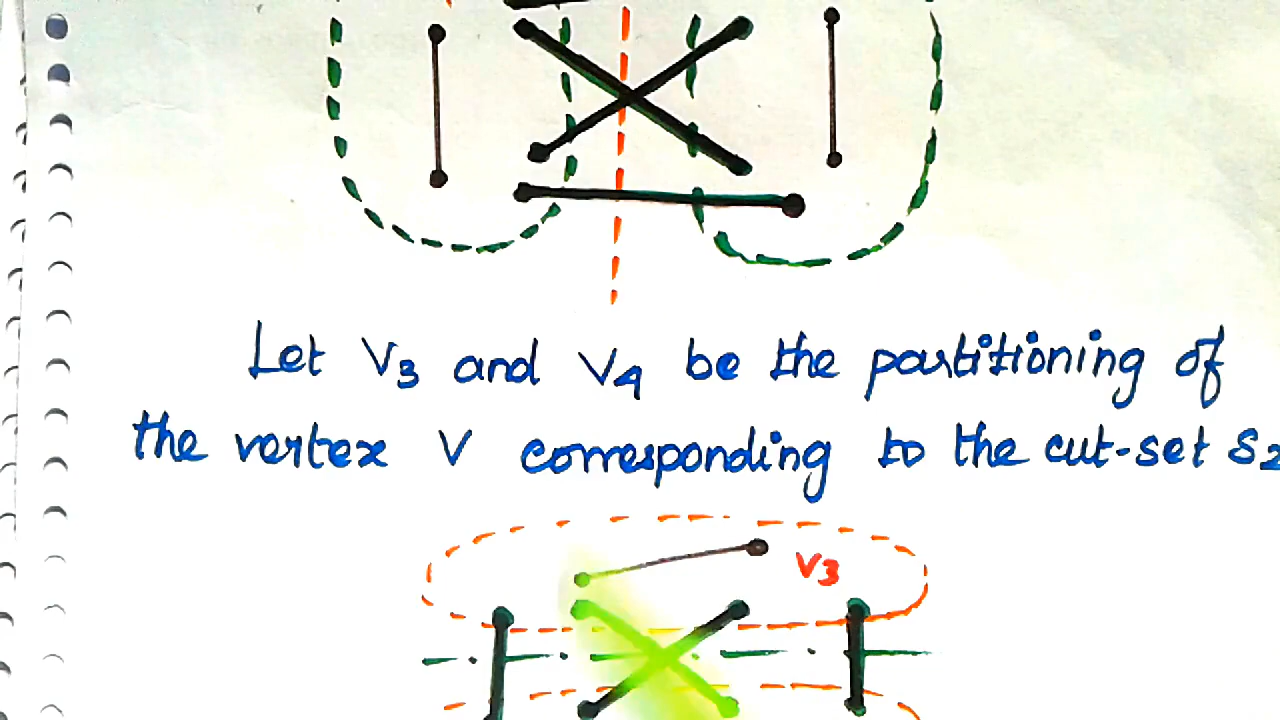 Let V3 and V4 be the partitioning of
the vertex V corresponding to the cut-set S2
V3